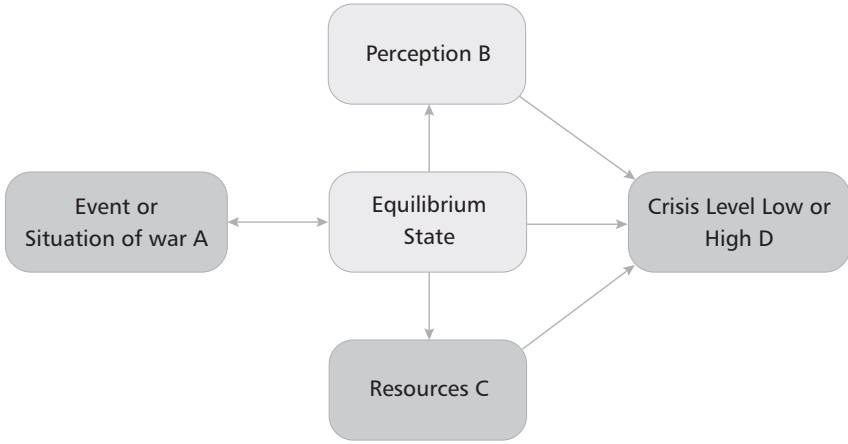 Perception B
Event or
Situation of war A
Equilibrium
State
Crisis Level Low or
High D
Resources C